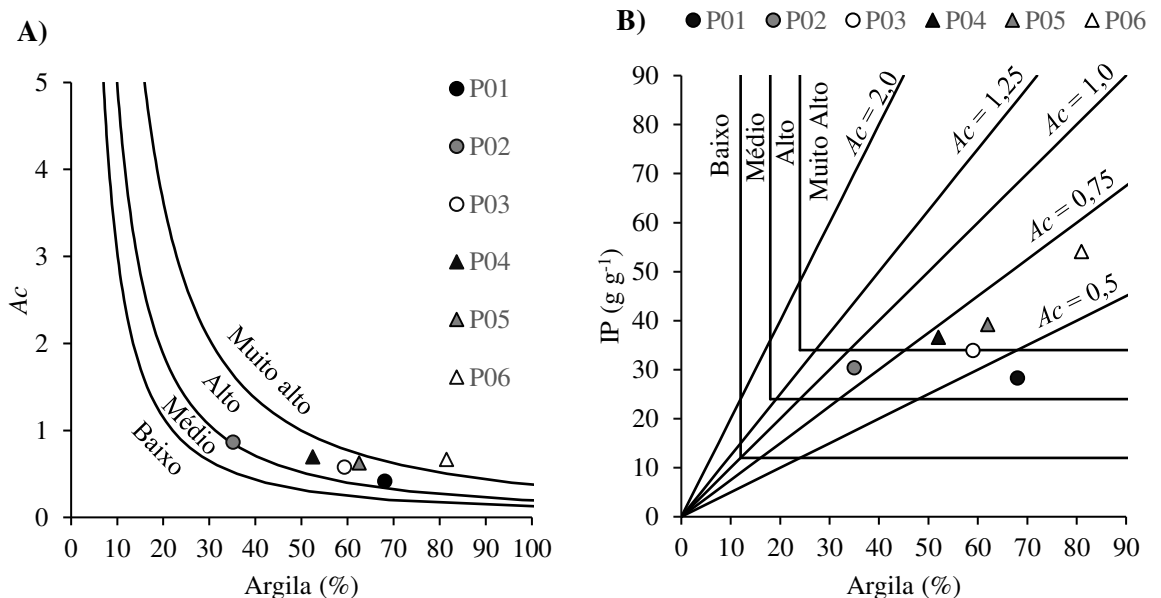 A)
5
4
3
2
1
0
Ac
0 10 20 30 40 50 60 70 80 90 100
Argila (%)
Muito alto
Alto
Médio
Baixo
P01
P02
P03
P04
P05
P06
B)
P01 P02 P03 P04 P05 P06
90
80
70
60
50
40
30
20
10
0
IP (g g-1)
0 10 20 30 40 50 60 70 80 90
Argila (%)
Baixo
Médio
Alto
Muito Alto
Ac = 2,0
Ac = 1,25
Ac = 1,0
Ac = 0,75
Ac = 0,5